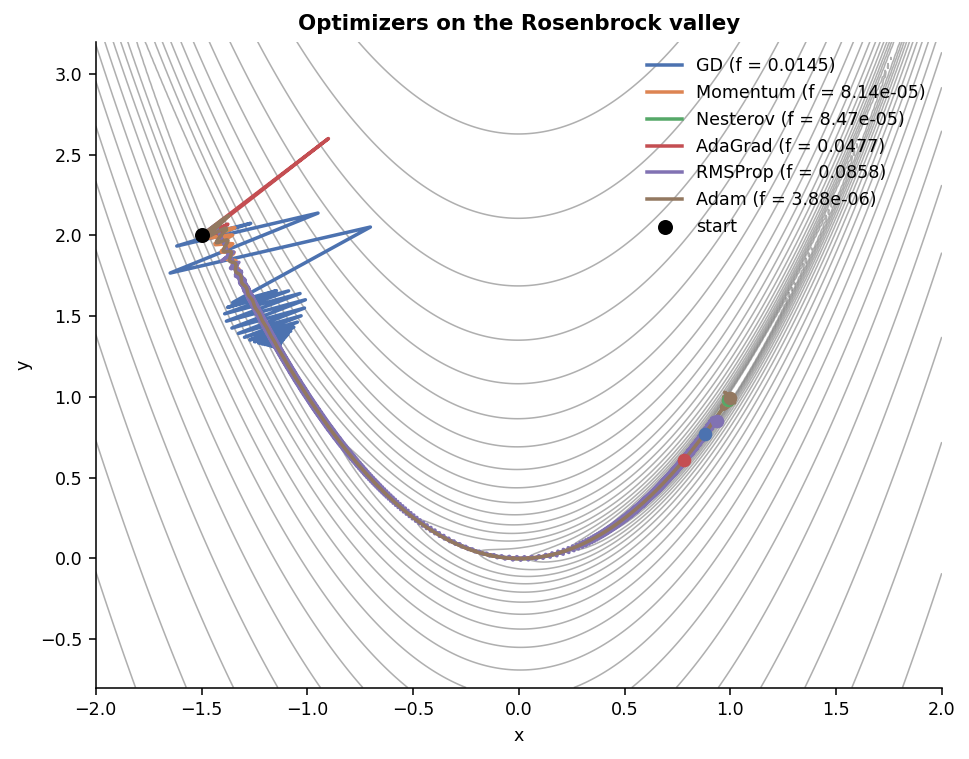 Optimizers on the Rosenbrock valley
GD (f = 0.0145)
Momentum (f = 8.14e-05)
Nesterov (f = 8.47e-05)
AdaGrad (f = 0.0477)
RMSProp (f = 0.0858)
Adam (f = 3.88e-06)
start
y
3.0
2.5
2.0
1.5
1.0
0.5
0.0
−0.5
−2.0 −1.5 −1.0 −0.5 0.0 0.5 1.0 1.5 2.0
x